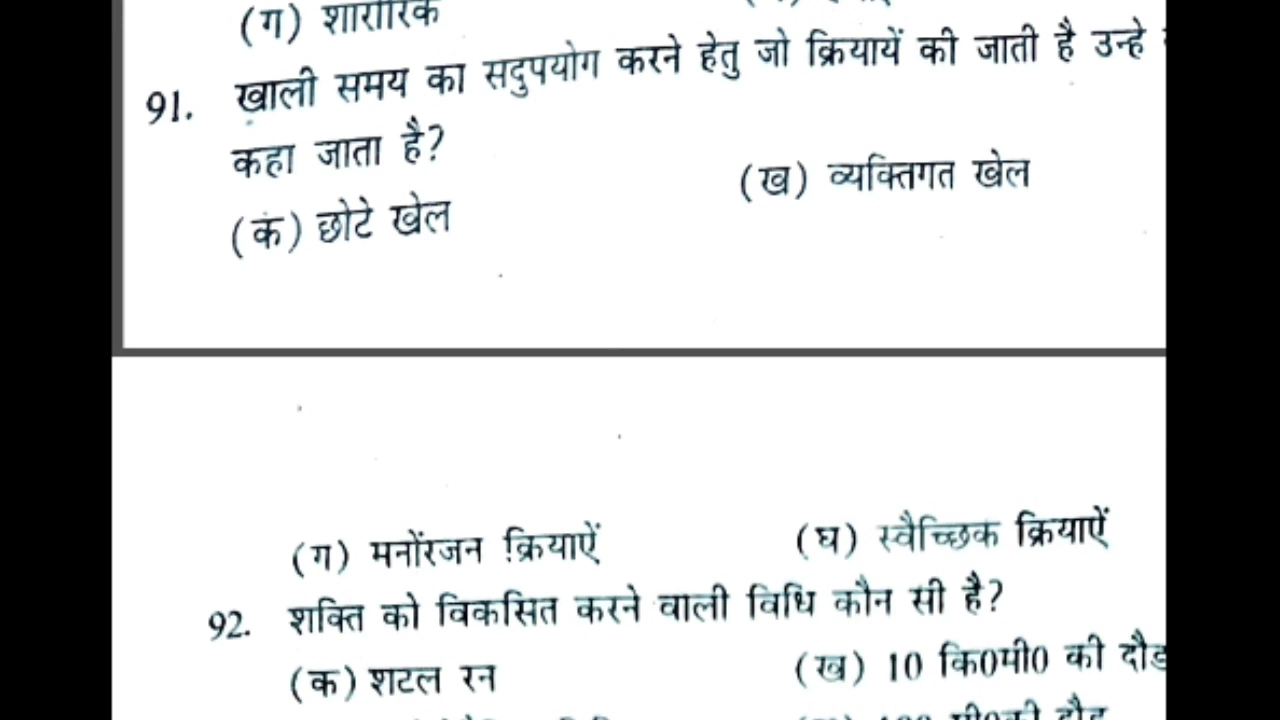 (ग) शारीरिक
91. खाली समय का सदुपयोग करने हेतु जो क्रियायें की जाती है उन्हे
कहा जाता है?
(क) छोटे खेल (ख) व्यक्तिगत खेल
(ग) मनोंरजन क्रियाऐं (घ) स्वैच्छिक क्रियाऐं
92. शक्ति को विकसित करने वाली विधि कौन सी है?
(क) शटल रन (ख) 10 कि0मी0 की दौड